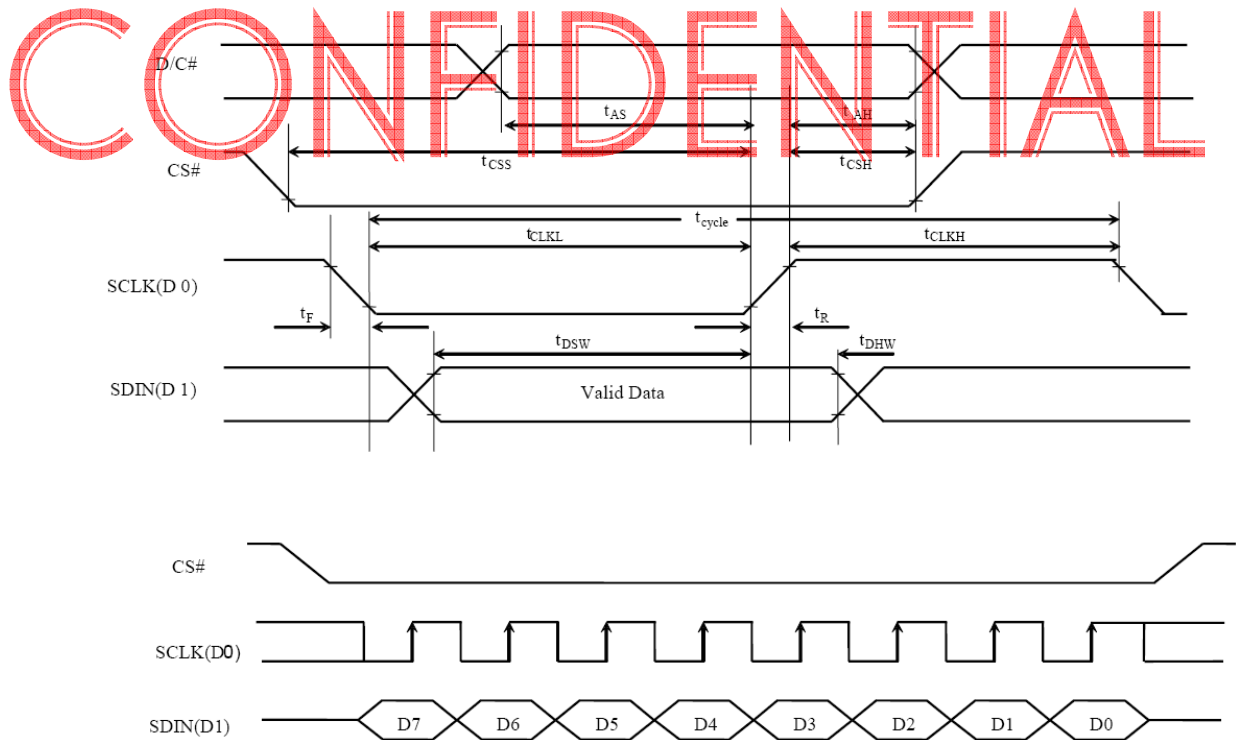 CONFIDENTIAL
D/C#
tAS
tAH
CS#
tCSS
tCSH
tcycle
tCLKL
tCLKH
SCLK(D 0)
tF
tR
tDSW
tDHW
SDIN(D 1)
Valid Data
CS#
SCLK(D0)
SDIN(D1)
D7 D6 D5 D4 D3 D2 D1 D0